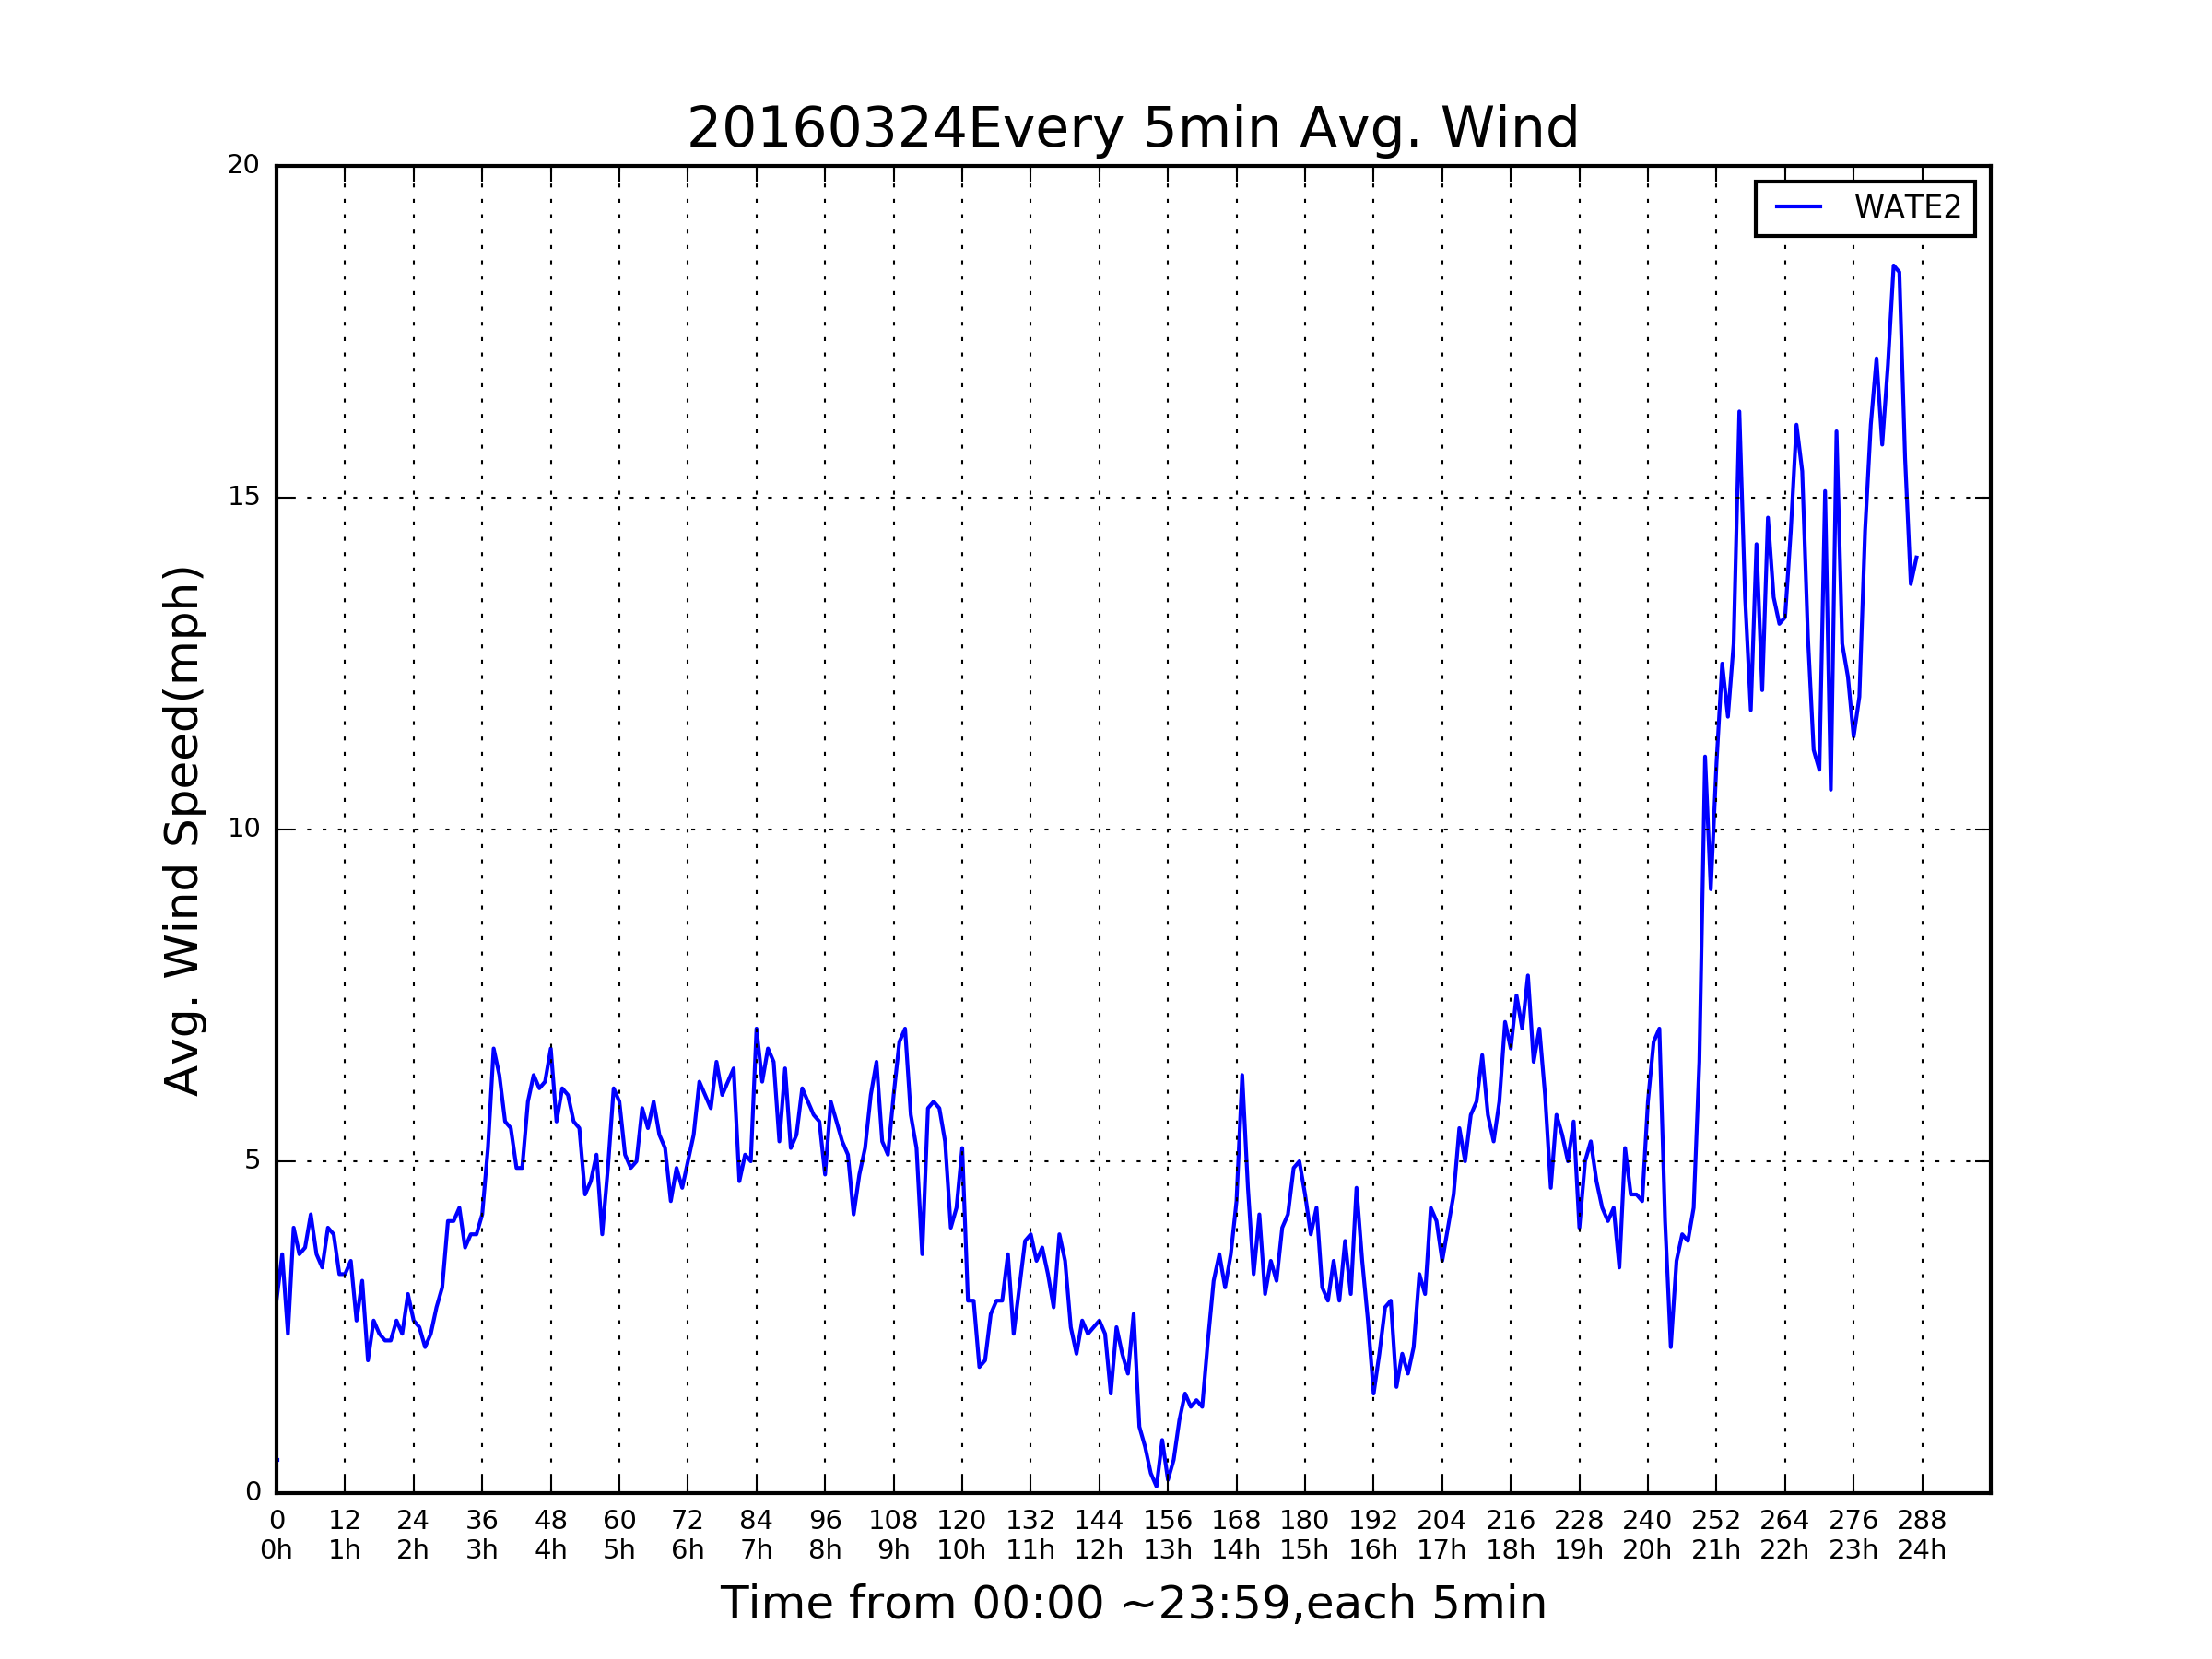 20160324Every 5min Avg. Wind
WATE2
Avg. Wind Speed(mph)
20
15
10
5
0
0 12 24 36 48 60 72 84 96 108 120 132 144 156 168 180 192 204 216 228 240 252 264 276 288
0h 1h 2h 3h 4h 5h 6h 7h 8h 9h 10h 11h 12h 13h 14h 15h 16h 17h 18h 19h 20h 21h 22h 23h 24h
Time from 00:00 ~23:59,each 5min